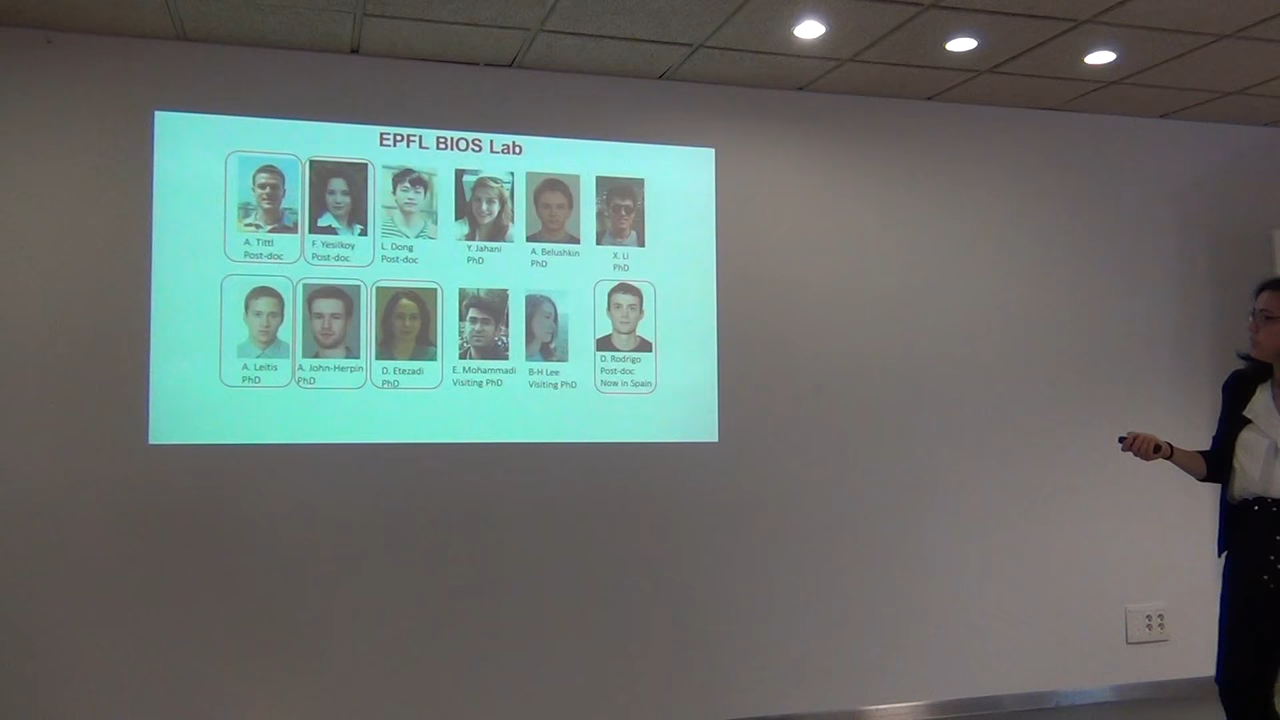 EPFL BIOS Lab
A. Tittl
Post-doc
F. Yesilkoy
Post-doc
L. Dong
Post-doc
Y. Jahani
PhD
A. Belushkin
PhD
X. Li
PhD
A. Leitis
PhD
A. John-Herpin
PhD
D. Etezadi
PhD
E. Mohammadi
Visiting PhD
B-H Lee
Visiting PhD
D. Rodrigo
Post-doc
Now in Spain